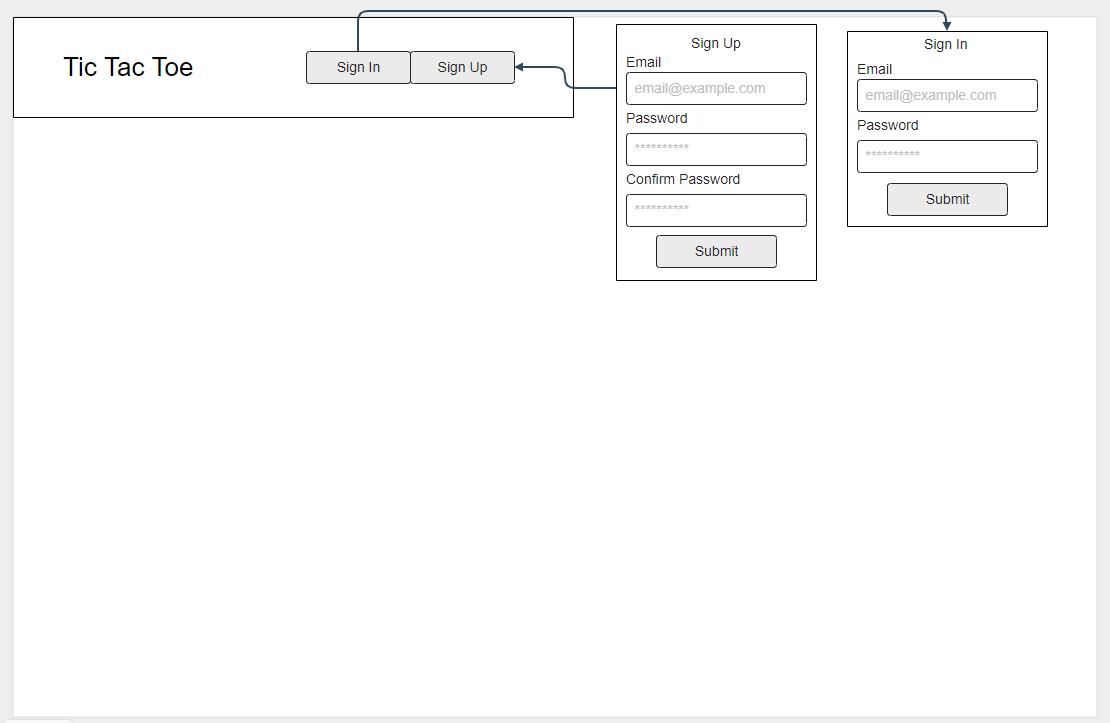 Tic Tac Toe
Sign In
Sign Up
Sign Up
Email
email@example.com
Password
**********
Confirm Password
**********
Submit
Sign In
Email
email@example.com
Password
**********
Submit